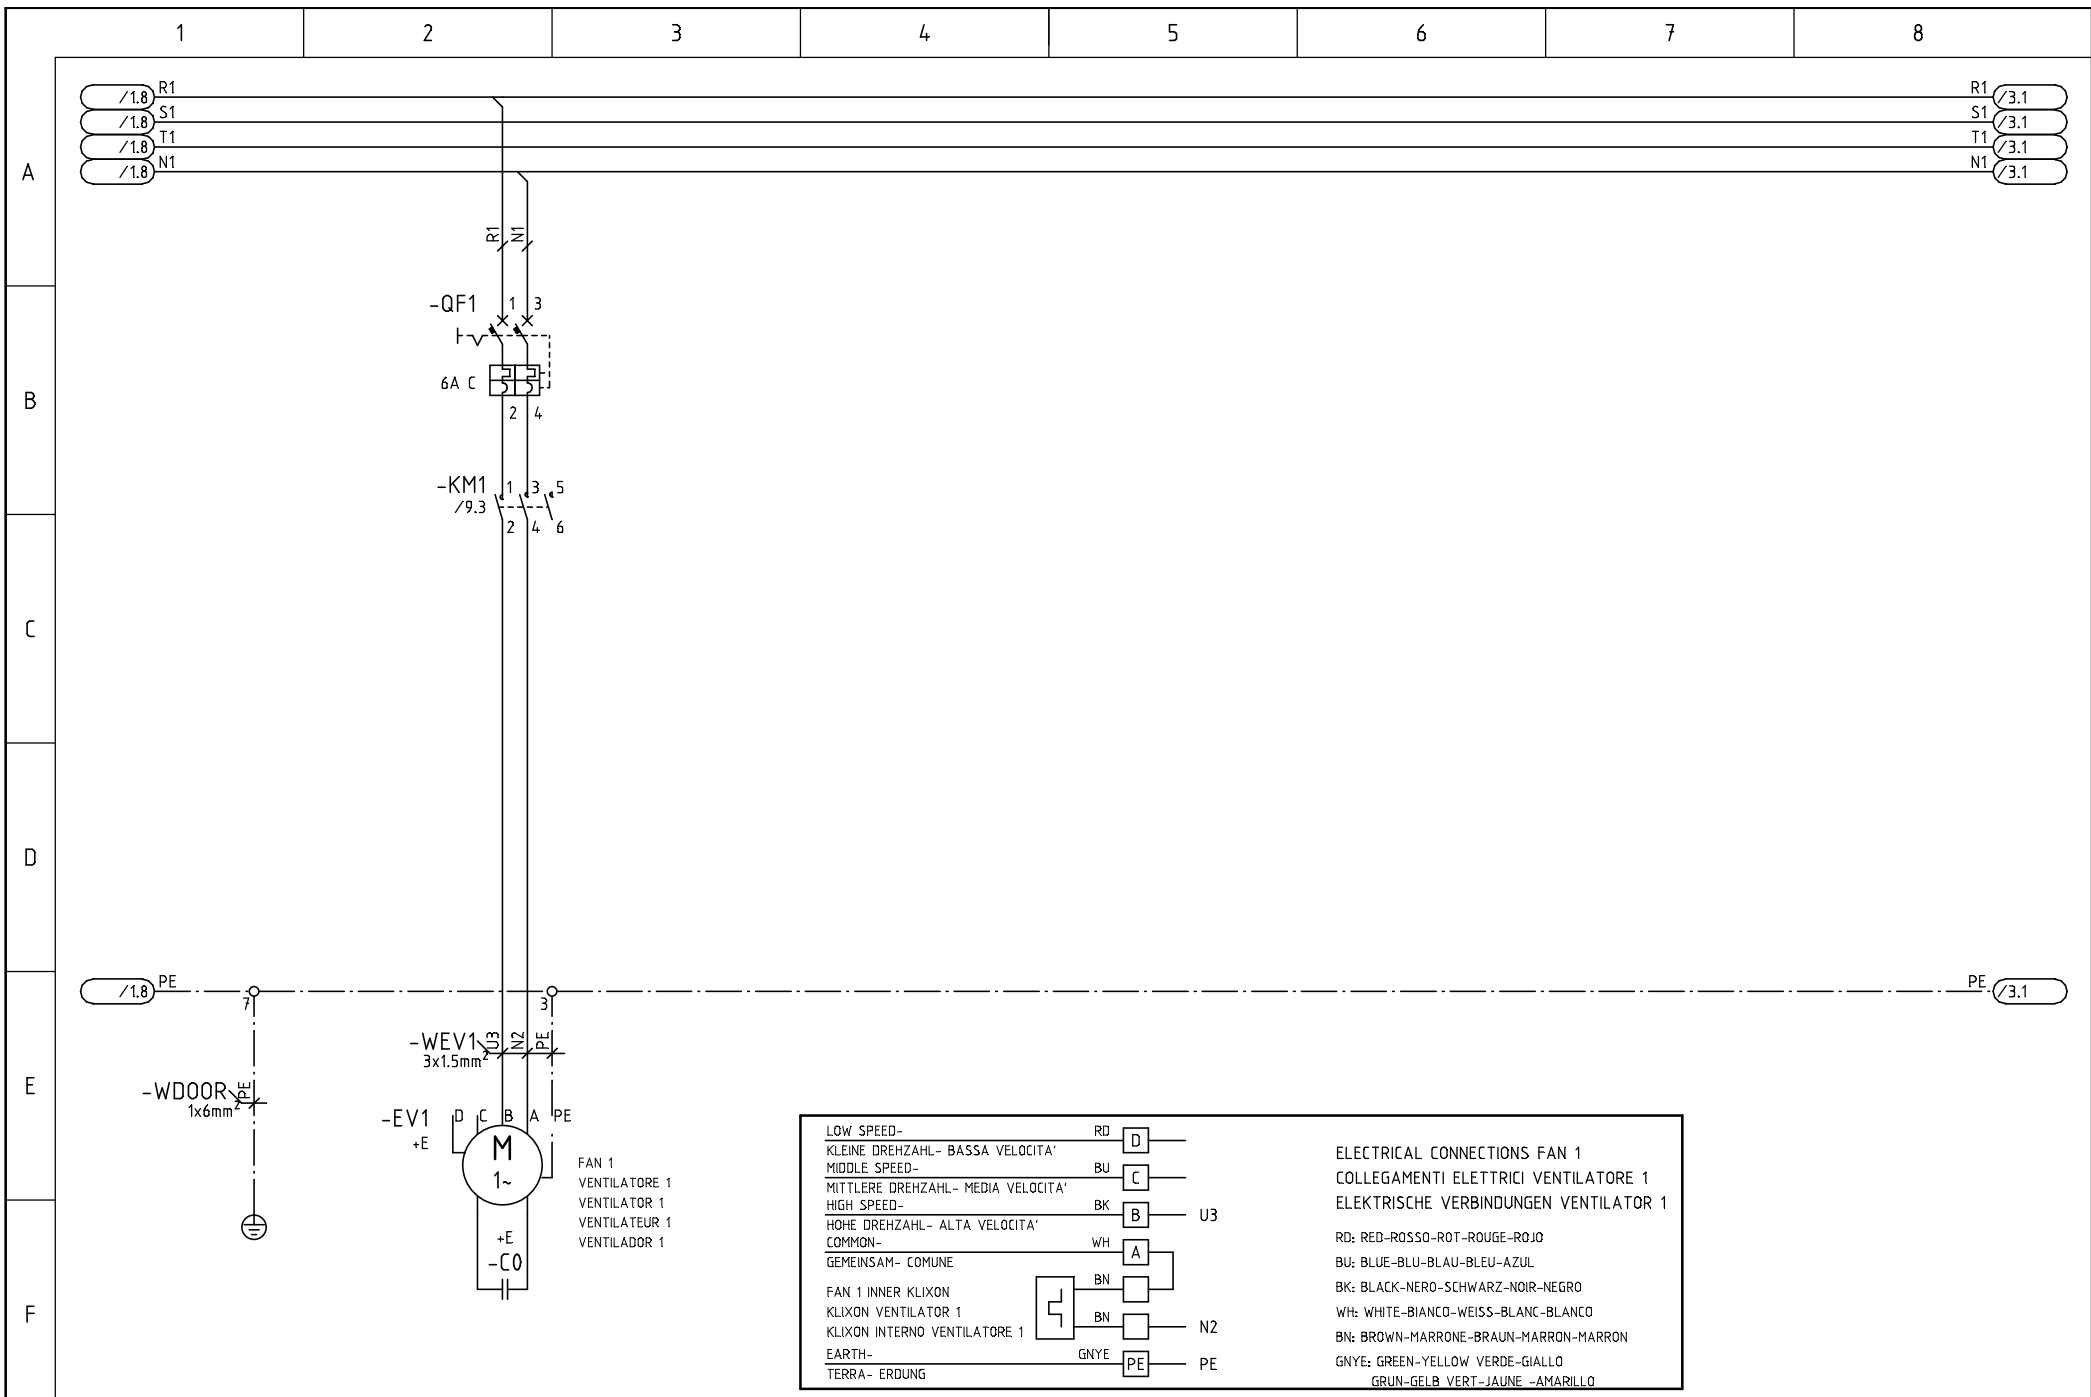 1 2 3 4 5 6 7 8
A
/1.8 R1 R1 /3.1
/1.8 S1 S1 /3.1
/1.8 T1 T1 /3.1
/1.8 N1 N1 /3.1
R1 N1
B
-QF1 1 3
6A C
2 4
-KM1 1 3 5
/9.3
2 4 6
C
D
/1.8 PE PE /3.1
7 3
E
-WEV1 U3 N2 PE
3x1.5mm²
-WDOOR PE
1x6mm²
-EV1 D C B A PE
+E
M
1~
FAN 1
VENTILATORE 1
VENTILATOR 1
VENTILATEUR 1
VENTILADOR 1
F
+E
-C0
LOW SPEED- RD D
KLEINE DREHZAHL- BASSA VELOCITA'
MIDDLE SPEED- BU C
MITTLERE DREHZAHL- MEDIA VELOCITA'
HIGH SPEED- BK B U3
HOHE DREHZAHL- ALTA VELOCITA'
COMMON- WH A
GEMEINSAM- COMUNE
BN
FAN 1 INNER KLIXON
KLIXON VENTILATOR 1
BN N2
KLIXON INTERNO VENTILATORE 1
EARTH- GNYE PE PE
TERRA- ERDUNG
ELECTRICAL CONNECTIONS FAN 1
COLLEGAMENTI ELETTRICI VENTILATORE 1
ELEKTRISCHE VERBINDUNGEN VENTILATOR 1
RD: RED-ROSSO-ROT-ROUGE-ROJO
BU: BLUE-BLU-BLAU-BLEU-AZUL
BK: BLACK-NERO-SCHWARZ-NOIR-NEGRO
WH: WHITE-BIANCO-WEISS-BLANC-BLANCO
BN: BROWN-MARRONE-BRAUN-MARRON-MARRON
GNYE: GREEN-YELLOW VERDE-GIALLO
GRUN-GELB VERT-JAUNE -AMARILLO